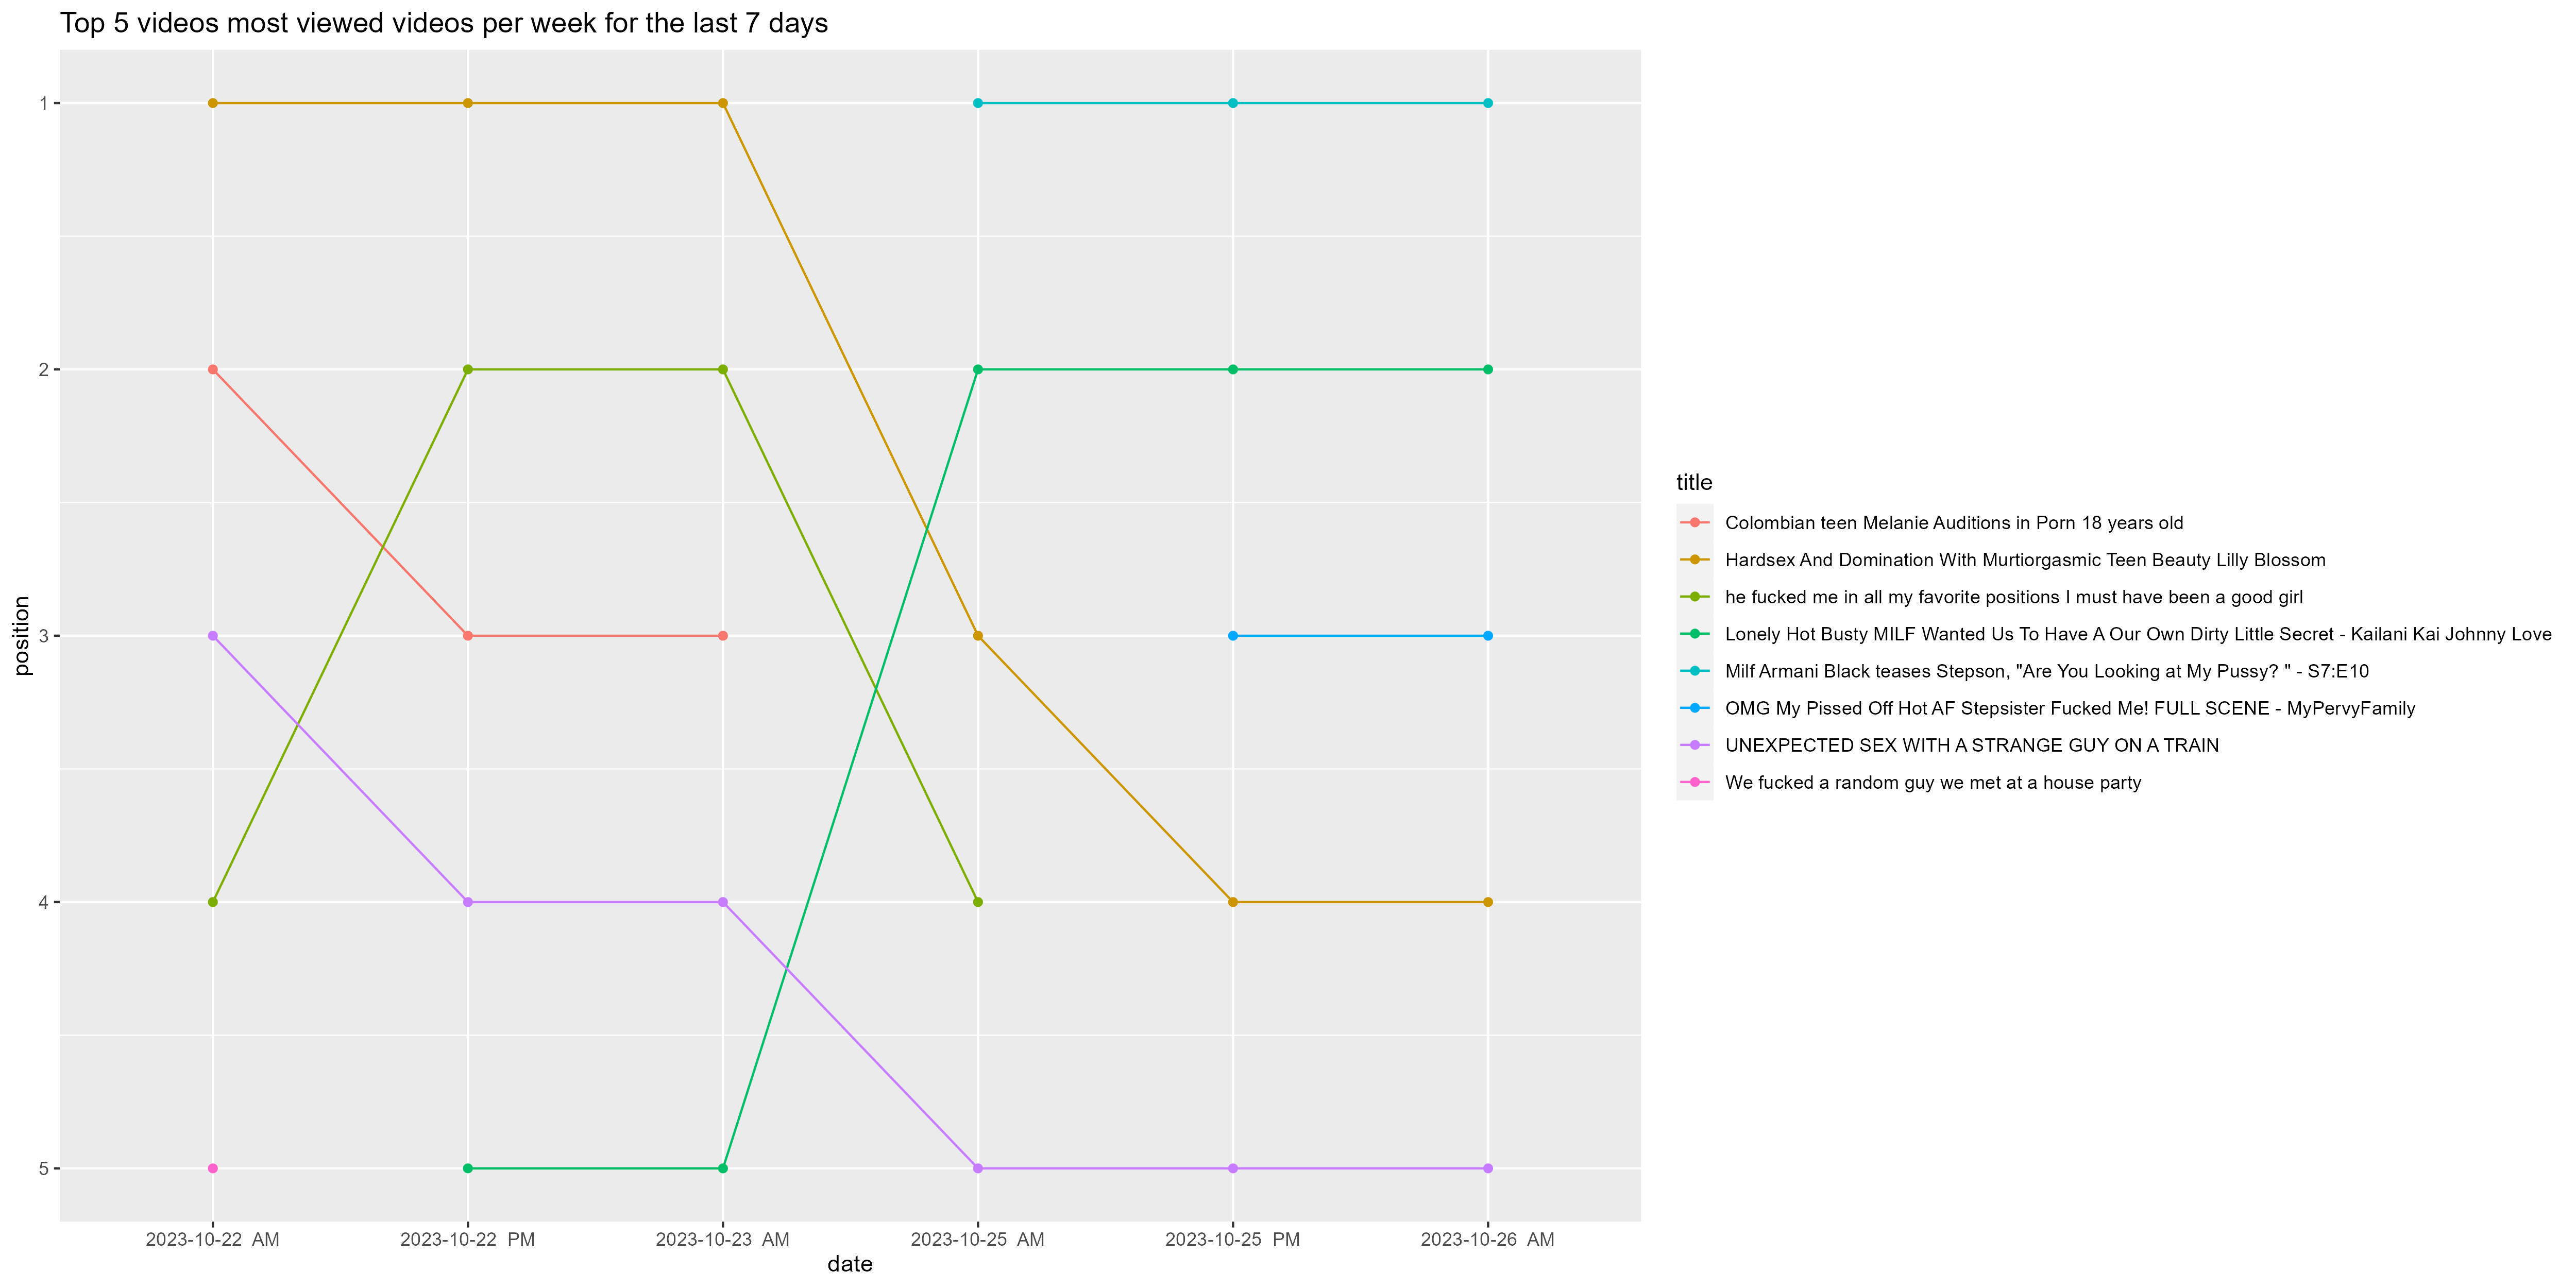 Top 5 videos most viewed videos per week for the last 7 days
1
2
3
4
5
position
2023-10-22 AM
2023-10-22 PM
2023-10-23 AM
2023-10-25 AM
2023-10-25 PM
2023-10-26 AM
date
title
Colombian teen Melanie Auditions in Porn 18 years old
Hardsex And Domination With Murtiorgasmic Teen Beauty Lilly Blossom
he fucked me in all my favorite positions I must have been a good girl
Lonely Hot Busty MILF Wanted Us To Have A Our Own Dirty Little Secret - Kailani Kai Johnny Love
Milf Armani Black teases Stepson, "Are You Looking at My Pussy? " - S7:E10
OMG My Pissed Off Hot AF Stepsister Fucked Me! FULL SCENE - MyPervyFamily
UNEXPECTED SEX WITH A STRANGE GUY ON A TRAIN
We fucked a random guy we met at a house party